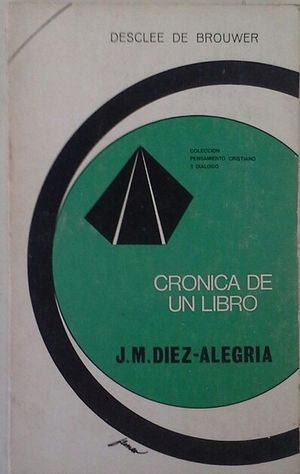 DESCLEE DE BROUWER
COLECCION
PENSAMIENTO CRISTIANO
Y DIALOGO
CRONICA DE
UN LIBRO
J.M.DIEZ-ALEGRIA